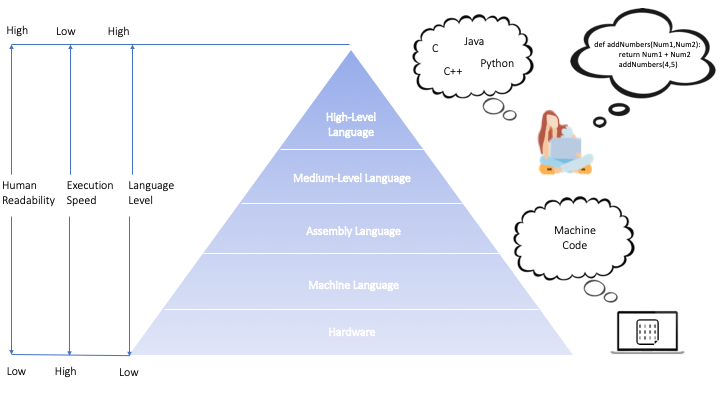 High
Low
High
Human
Readability
Execution
Speed
Language
Level
Low
High
Low
High-Level
Language
Medium-Level Language
Assembly Language
Machine Language
Hardware
C
Java
C++
Python
def addNumbers(Num1,Num2):
return Num1 + Num2
addNumbers(4,5)
Machine
Code